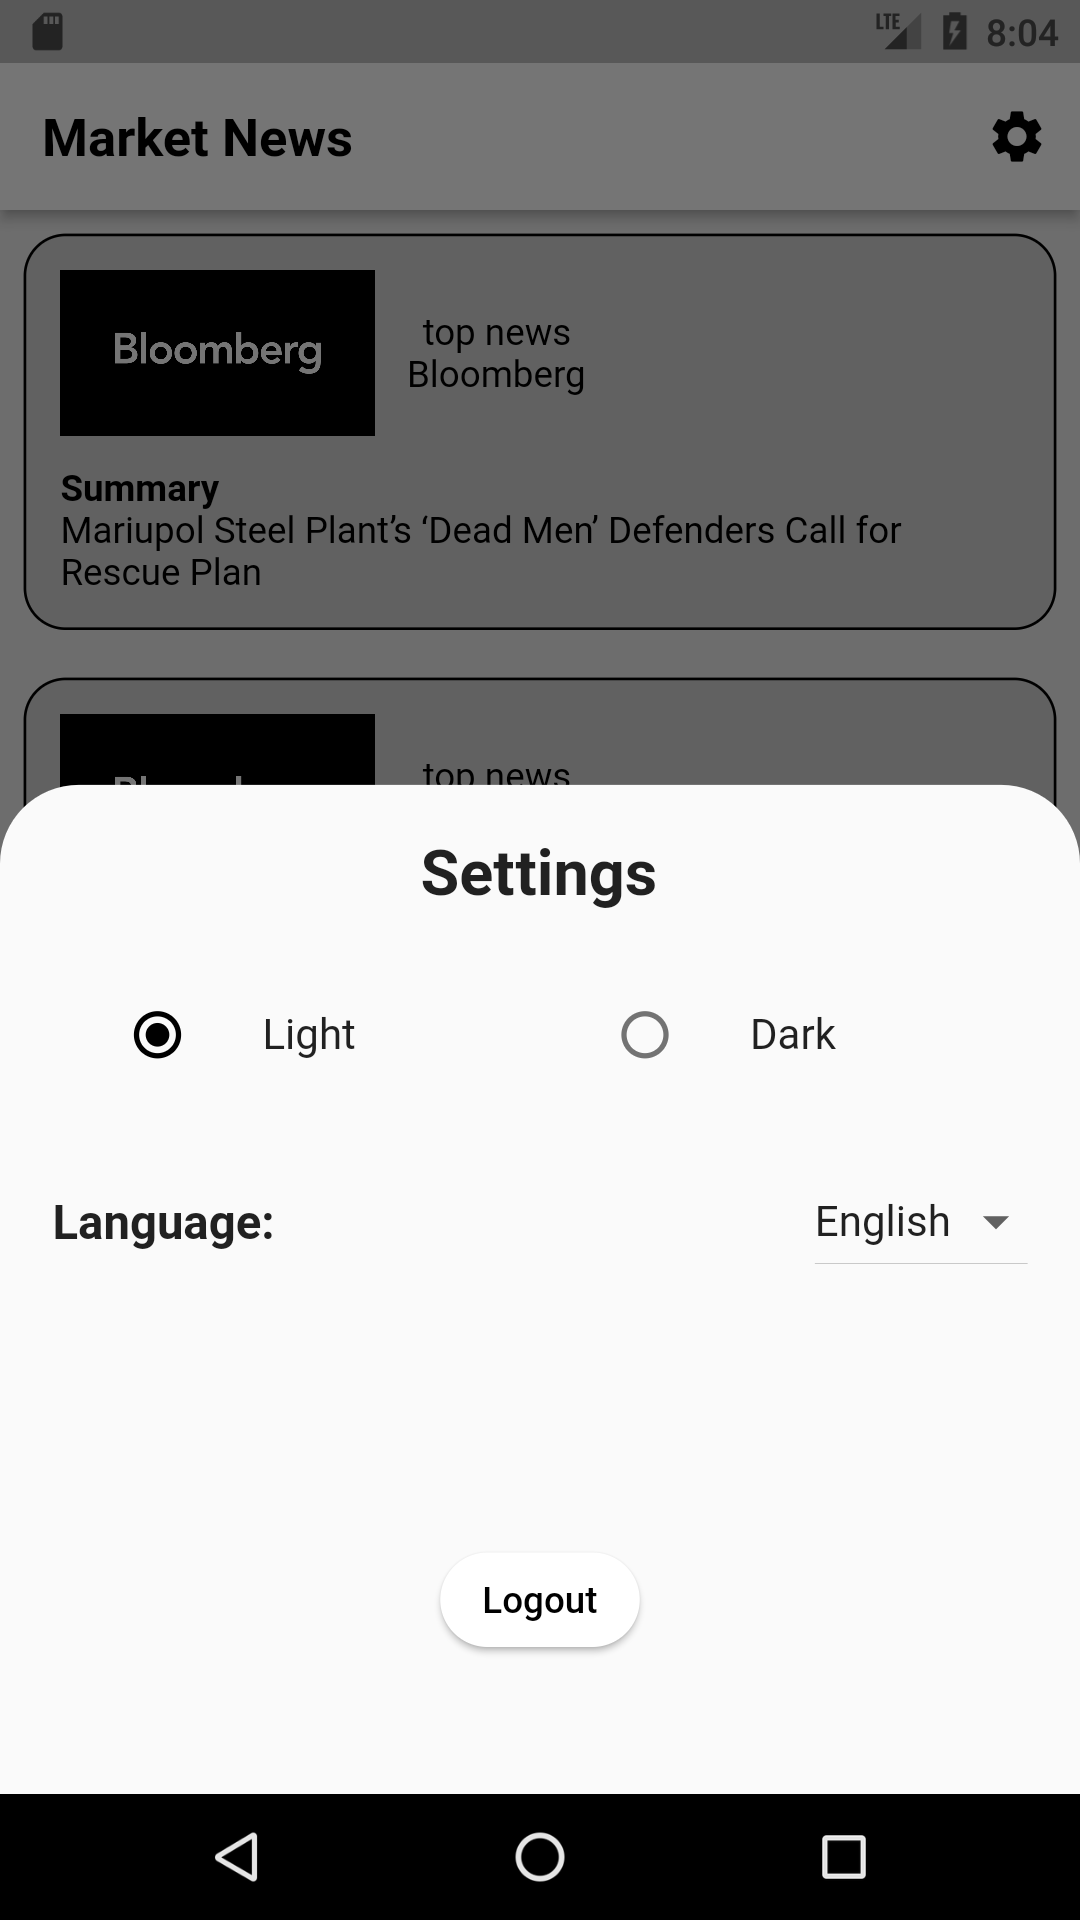 LTE 8:04
Market News
Bloomberg
top news
Bloomberg
Summary
Mariupol Steel Plant’s ‘Dead Men’ Defenders Call for
Rescue Plan
top news
Settings
Light Dark
Language: English
Logout